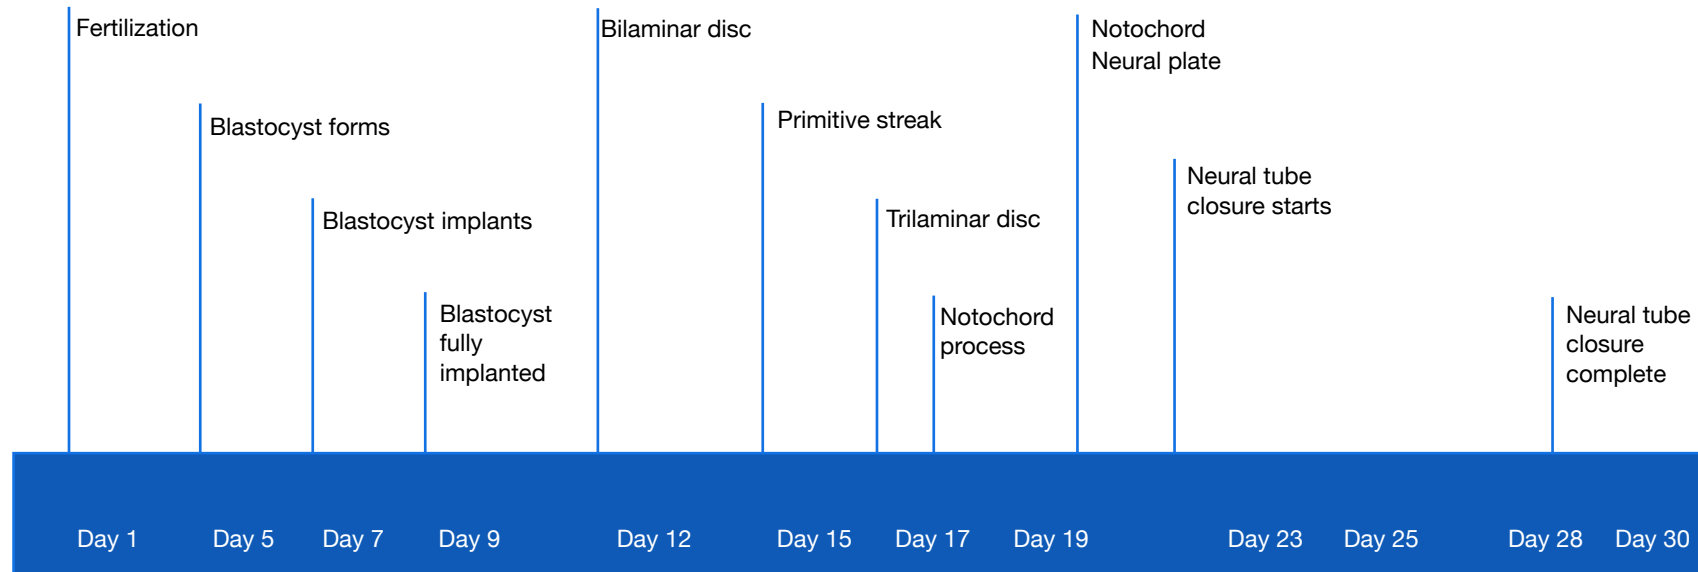 Fertilization
Blastocyst forms
Blastocyst implants
Blastocyst
fully
implanted
Bilaminar disc
Primitive streak
Trilaminar disc
Notochord
process
Notochord
Neural plate
Neural tube
closure starts
Neural tube
closure
complete
Day 1
Day 5
Day 7
Day 9
Day 12
Day 15
Day 17
Day 19
Day 23
Day 25
Day 28
Day 30